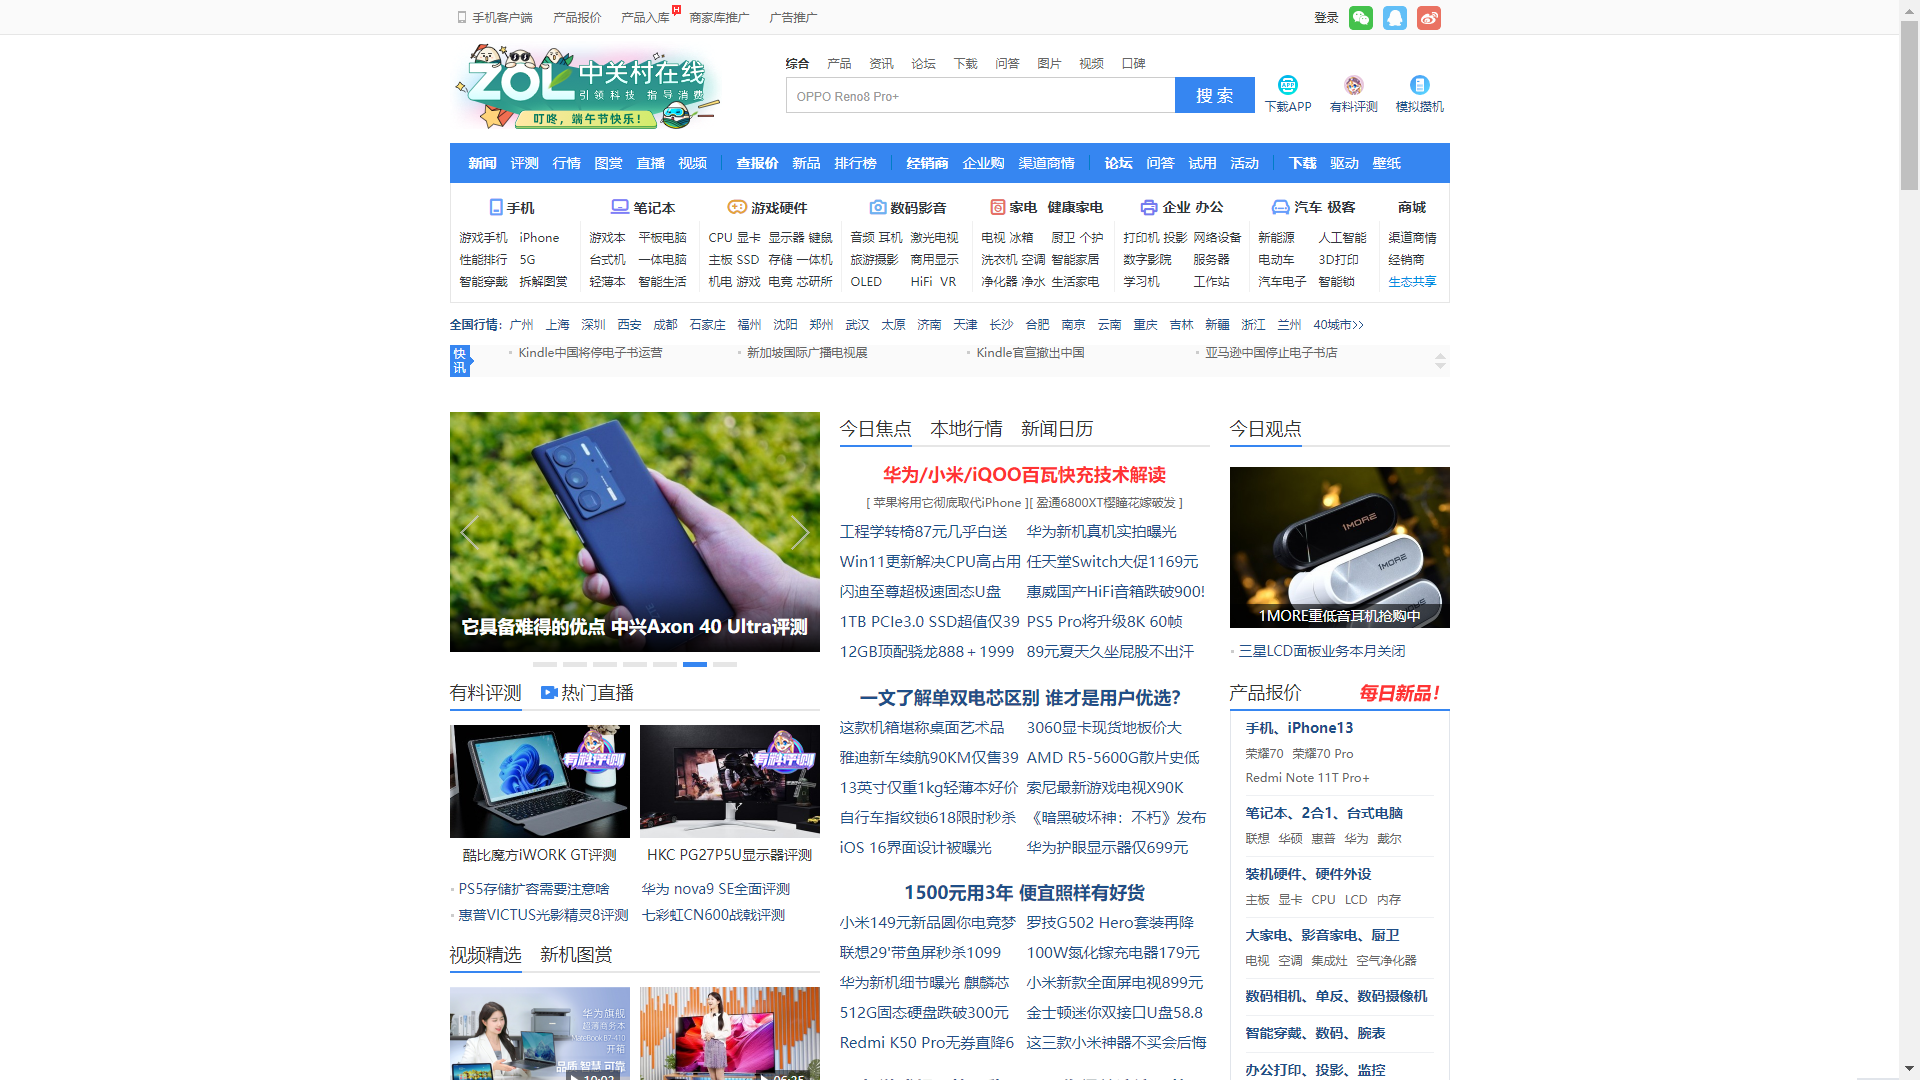 手机客户端 产品报价 产品入库 H 商家库推广 广告推广 登录
ZOL 中关村在线
引领科技 指导消费
叮咚，端午节快乐！
综合 产品 资讯 论坛 下载 问答 图片 视频 口碑
OPPO Reno8 Pro+ 搜 索
APP
下载APP 有料评测 模拟攒机
新闻 评测 行情 图赏 直播 视频 查报价 新品 排行榜 经销商 企业购 渠道商情 论坛 问答 试用 活动 下载 驱动 壁纸
手机 笔记本 游戏硬件 数码影音 家电 健康家电 企业 办公 汽车 极客 商城
游戏手机 iPhone 游戏本 平板电脑 CPU 显卡 显示器 键鼠 音频 耳机 激光电视 电视 冰箱 厨卫 个护 打印机 投影 网络设备 新能源 人工智能 渠道商情
性能排行 5G 台式机 一体电脑 主板 SSD 存储 一体机 旅游摄影 商用显示 洗衣机 空调 智能家居 数字影院 服务器 电动车 3D打印 经销商
智能穿戴 拆解图赏 轻薄本 智能生活 机电 游戏 电竞 芯研所 OLED HiFi VR 净化器 净水 生活家电 学习机 工作站 汽车电子 智能锁 生态共享
全国行情: 广州 上海 深圳 西安 成都 石家庄 福州 沈阳 郑州 武汉 太原 济南 天津 长沙 合肥 南京 云南 重庆 吉林 新疆 浙江 兰州 40城市>>
快讯 Kindle中国将停电子书运营 新加坡国际广播电视展 Kindle官宣撤出中国 亚马逊中国停止电子书店
它具备难得的优点 中兴Axon 40 Ultra评测
有料评测 热门直播
有料评测
有料评测
酷比魔方iWORK GT评测 HKC PG27P5U显示器评测
PS5存储扩容需要注意啥 华为 nova9 SE全面评测
惠普VICTUS光影精灵8评测 七彩虹CN600战戟评测
视频精选 新机图赏
华为旗舰
超薄商务本
MateBook B7-410
开箱
品质 智慧 可靠
10:02 06:25
今日焦点 本地行情 新闻日历
华为/小米/iQOO百瓦快充技术解读
[ 苹果将用它彻底取代iPhone ][ 盈通6800XT樱瞳花嫁破发 ]
工程学转椅87元几乎白送 华为新机真机实拍曝光
Win11更新解决CPU高占用 任天堂Switch大促1169元
闪迪至尊超极速固态U盘 惠威国产HiFi音箱跌破900!
1TB PCIe3.0 SSD超值仅39 PS5 Pro将升级8K 60帧
12GB顶配骁龙888＋1999 89元夏天久坐屁股不出汗
一文了解单双电芯区别 谁才是用户优选?
这款机箱堪称桌面艺术品 3060显卡现货地板价大
雅迪新车续航90KM仅售39 AMD R5-5600G散片史低
13英寸仅重1kg轻薄本好价 索尼最新游戏电视X90K
自行车指纹锁618限时秒杀 《暗黑破坏神：不朽》发布
iOS 16界面设计被曝光 华为护眼显示器仅699元
1500元用3年 便宜照样有好货
小米149元新品圆你电竞梦 罗技G502 Hero套装再降
联想29'带鱼屏秒杀1099 100W氮化镓充电器179元
华为新机细节曝光 麒麟芯 小米新款全面屏电视899元
512G固态硬盘跌破300元 金士顿迷你双接口U盘58.8
Redmi K50 Pro无券直降6 这三款小米神器不买会后悔
今日观点
1MORE
1MORE
1MORE重低音耳机抢购中
三星LCD面板业务本月关闭
产品报价 每日新品!
手机、iPhone13
荣耀70 荣耀70 Pro
Redmi Note 11T Pro+
笔记本、2合1、台式电脑
联想 华硕 惠普 华为 戴尔
装机硬件、硬件外设
主板 显卡 CPU LCD 内存
大家电、影音家电、厨卫
电视 空调 集成灶 空气净化器
数码相机、单反、数码摄像机
智能穿戴、数码、腕表
办公打印、投影、监控